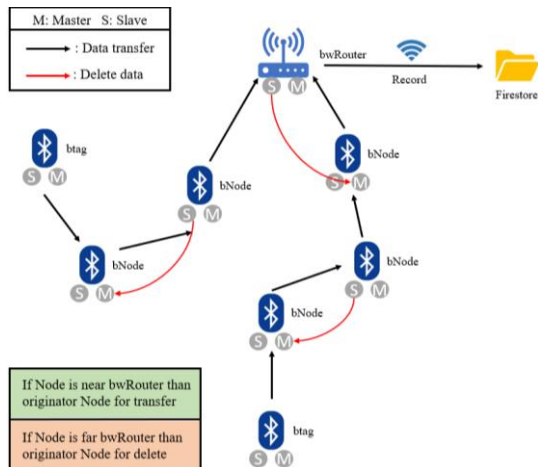 M: Master S: Slave
: Data transfer
: Delete data
bwRouter
Record
Firestore
S M
btag
S M
bNode
S M
bNode
S M
bNode
S M
bNode
S M
bNode
S M
btag
S M
If Node is near bwRouter than
originator Node for transfer
If Node is far bwRouter than
originator Node for delete